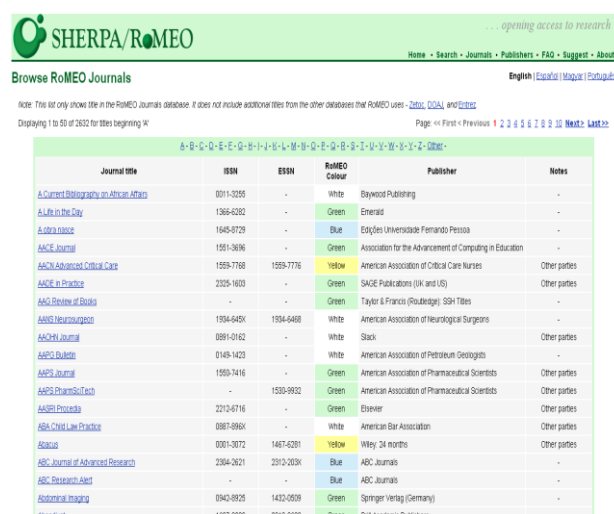 . . . opening access to research
SHERPA/RoMEO
Home • Search • Journals • Publishers • FAQ • Suggest • About
Browse RoMEO Journals
English | Español | Magyar | Português
Note: This list only shows title in the RoMEO Journals database. It does not include additional titles from the other databases that RoMEO uses - Zetoc, DOAJ, and Entrez.
Displaying 1 to 50 of 2632 for titles beginning 'A'
Page: << First < Previous 1 2 3 4 5 6 7 8 9 10 Next > Last >>
A - B - C - D - E - F - G - H - I - J - K - L - M - N - O - P - Q - R - S - T - U - V - W - X - Y - Z - Other -
Journal title ISSN ESSN RoMEO Colour Publisher Notes
A Current Bibliography on African Affairs 0011-3255 - White Baywood Publishing -
A Life in the Day 1366-6282 - Green Emerald -
A obra nasce 1645-8729 - Blue Edições Universidade Fernando Pessoa -
AACE Journal 1551-3696 - Green Association for the Advancement of Computing in Education -
AACN Advanced Critical Care 1559-7768 1559-7776 Yellow American Association of Critical Care Nurses Other parties
AADE in Practice 2325-1603 - Green SAGE Publications (UK and US) Other parties
AAG Review of Books - - Green Taylor & Francis (Routledge): SSH Titles -
AANS Neurosurgeon 1934-645X 1934-6468 White American Association of Neurological Surgeons -
AAOHN Journal 0891-0162 - White Slack Other parties
AAPG Bulletin 0149-1423 - White American Association of Petroleum Geologists -
AAPS Journal 1550-7416 - Green American Association of Pharmaceutical Scientists Other parties
AAPS PharmSciTech - 1530-9932 Green American Association of Pharmaceutical Scientists Other parties
AASRI Procedia 2212-6716 - Green Elsevier Other parties
ABA Child Law Practice 0887-896X - White American Bar Association Other parties
Abacus 0001-3072 1467-6281 Yellow Wiley: 24 months Other parties
ABC Journal of Advanced Research 2304-2621 2312-203X Blue ABC Journals -
ABC Research Alert - - Blue ABC Journals -
Abdominal Imaging 0942-8925 1432-0509 Green Springer Verlag (Germany) -